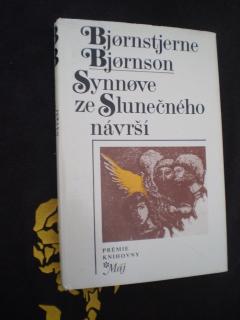 Bjørnstjerne
Bjørnson
Synnøve
ze Slunečného
návrší
PRÉMIE
KNIHOVNY
Máj